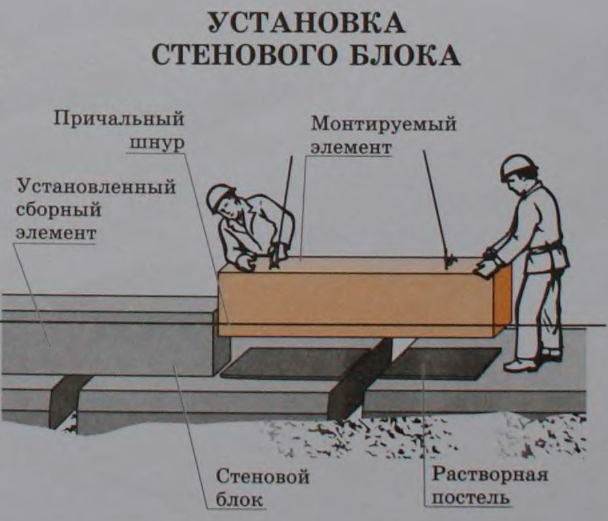 УСТАНОВКА
СТЕНОВОГО БЛОКА
Причальный
шнур
Монтируемый
элемент
Установленный
сборный
элемент
Стеновой
блок
Растворная
постель